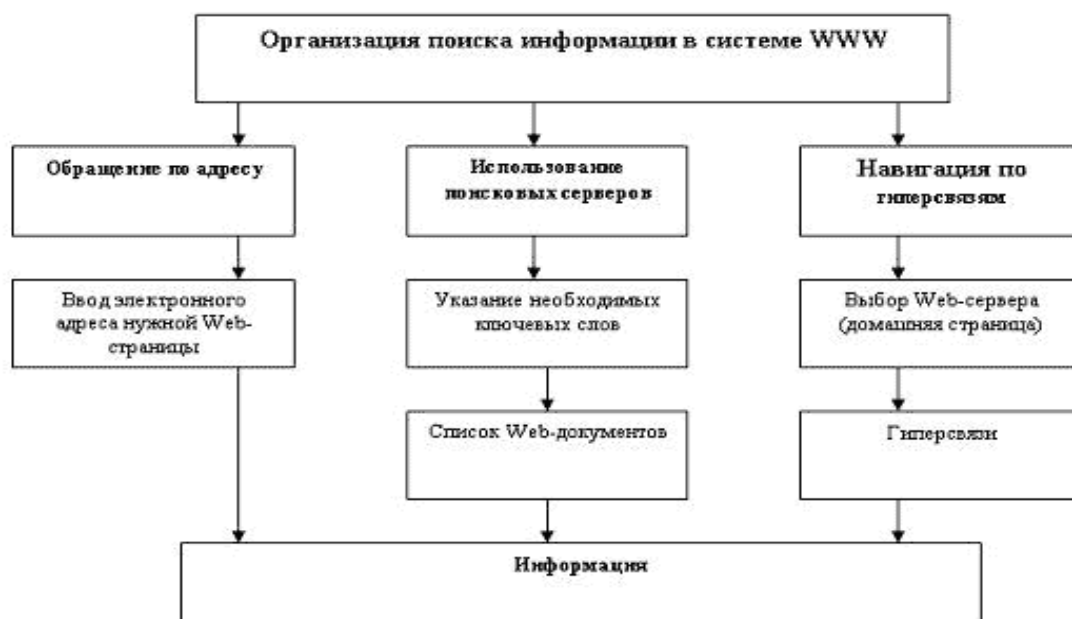 Организация поиска информации в системе WWW
Обращение по адресу
Использование
поисковых серверов
Навигация по
гиперсвязям
Ввод электронного
адреса нужной Web-
страницы
Указание необходимых
ключевых слов
Выбор Web-сервера
(домашняя страница)
Список Web-документов
Гиперсвязи
Информация